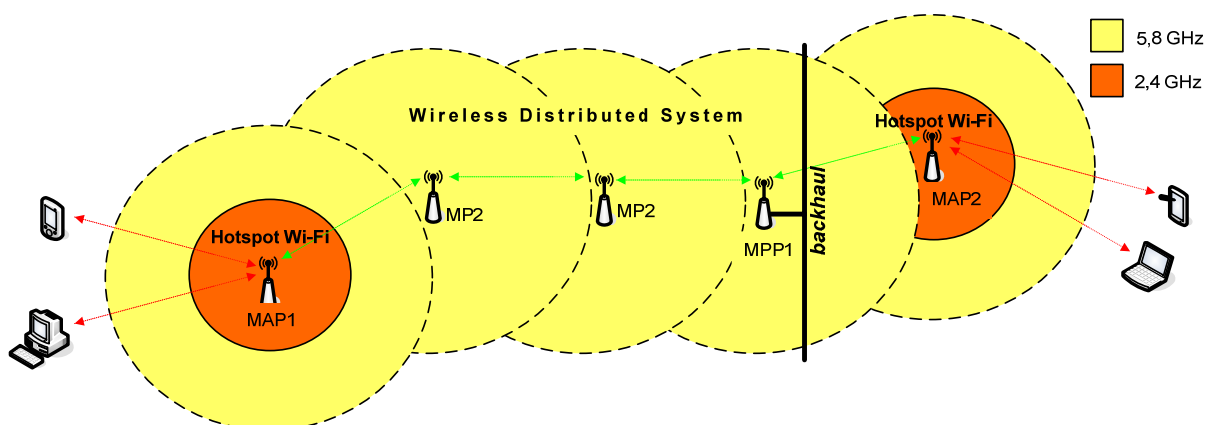 5,8 GHz
2,4 GHz
Wireless Distributed System
Hotspot Wi-Fi
MAP2
MP2
MP2
MPP1
backhaul
Hotspot Wi-Fi
MAP1